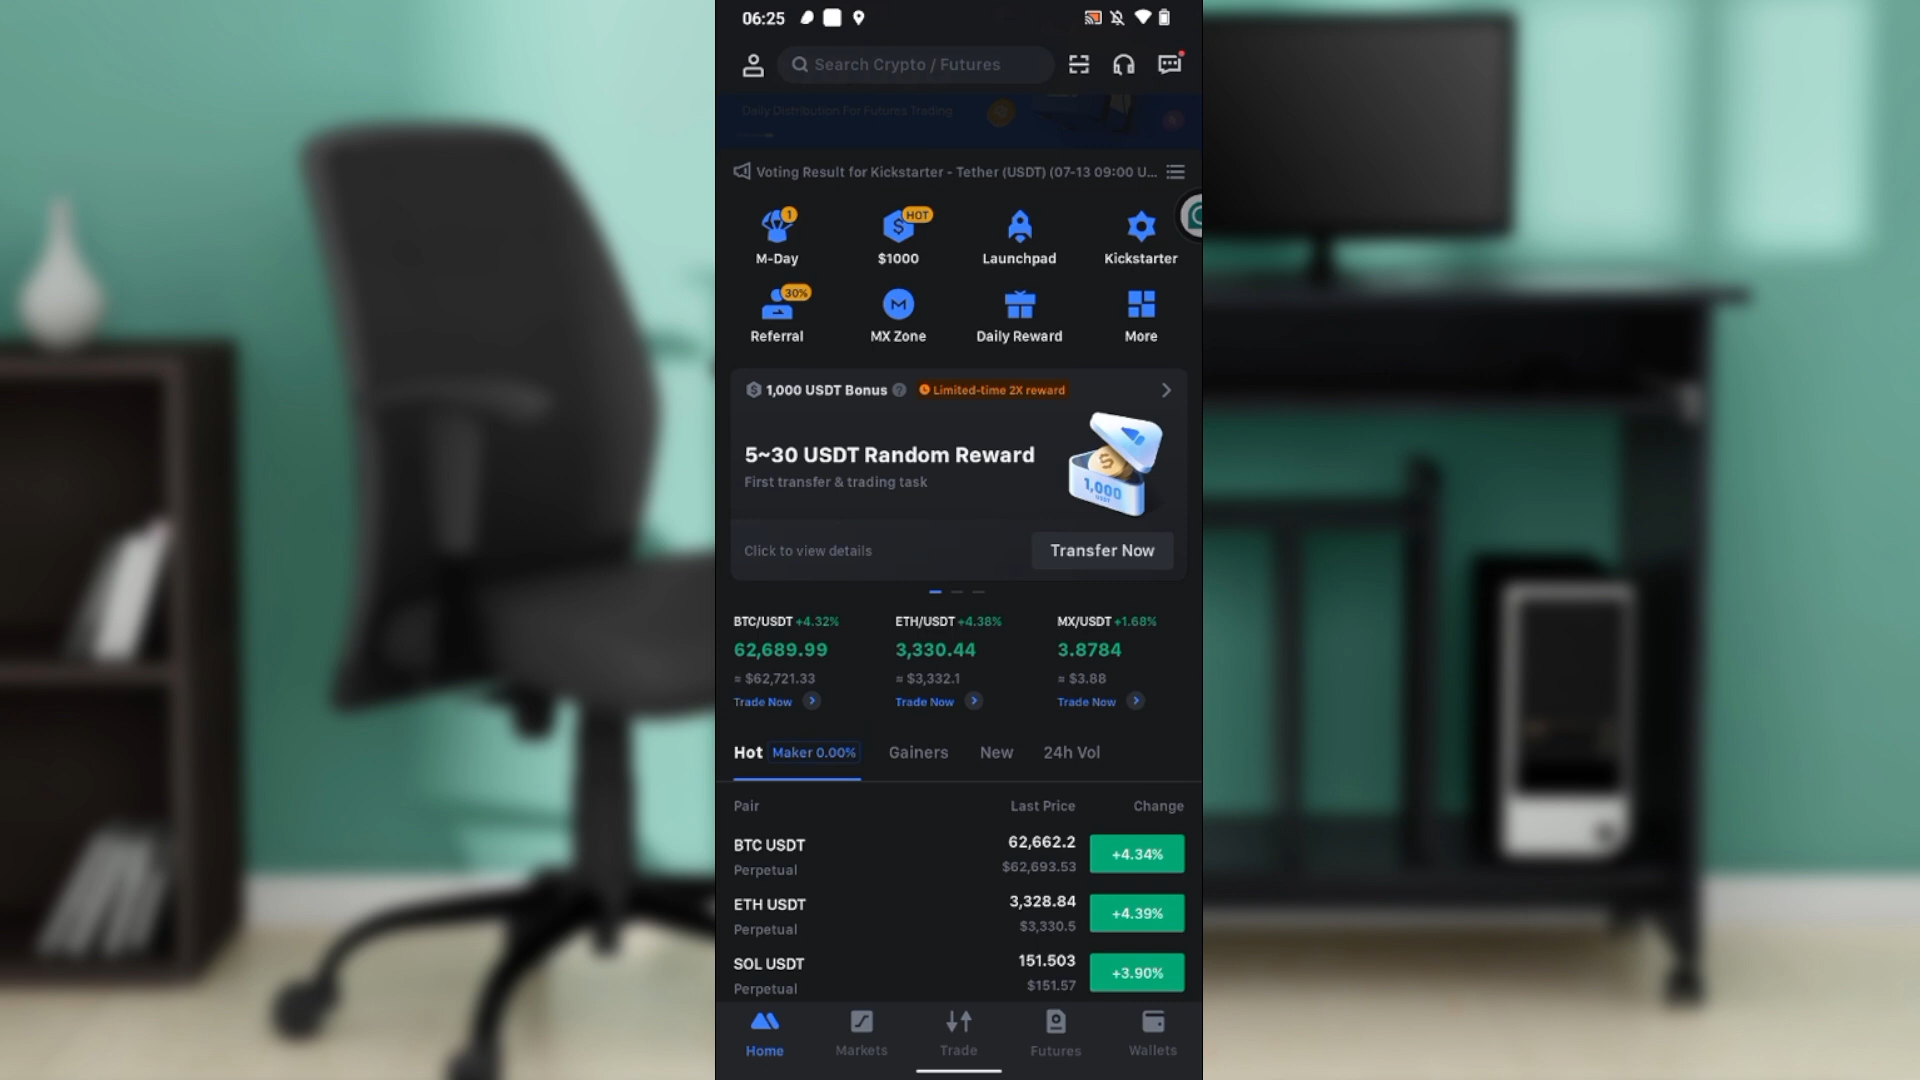 06:25
Search Crypto / Futures
Daily Distribution For Futures Trading
Voting Result for Kickstarter - Tether (USDT) (07-13 09:00 U...
1 HOT
M-Day $1000 Launchpad Kickstarter
30%
Referral MX Zone Daily Reward More
1,000 USDT Bonus ? Limited-time 2X reward
5~30 USDT Random Reward
First transfer & trading task
1,000
USDT
Click to view details Transfer Now
BTC/USDT +4.32% ETH/USDT +4.38% MX/USDT +1.68%
62,689.99 3,330.44 3.8784
≈ $62,721.33 ≈ $3,332.1 ≈ $3.88
Trade Now Trade Now Trade Now
Hot Maker 0.00% Gainers New 24h Vol
Pair Last Price Change
BTC USDT 62,662.2 +4.34%
Perpetual $62,693.53
ETH USDT 3,328.84 +4.39%
Perpetual $3,330.5
SOL USDT 151.503 +3.90%
Perpetual $151.57
Home Markets Trade Futures Wallets